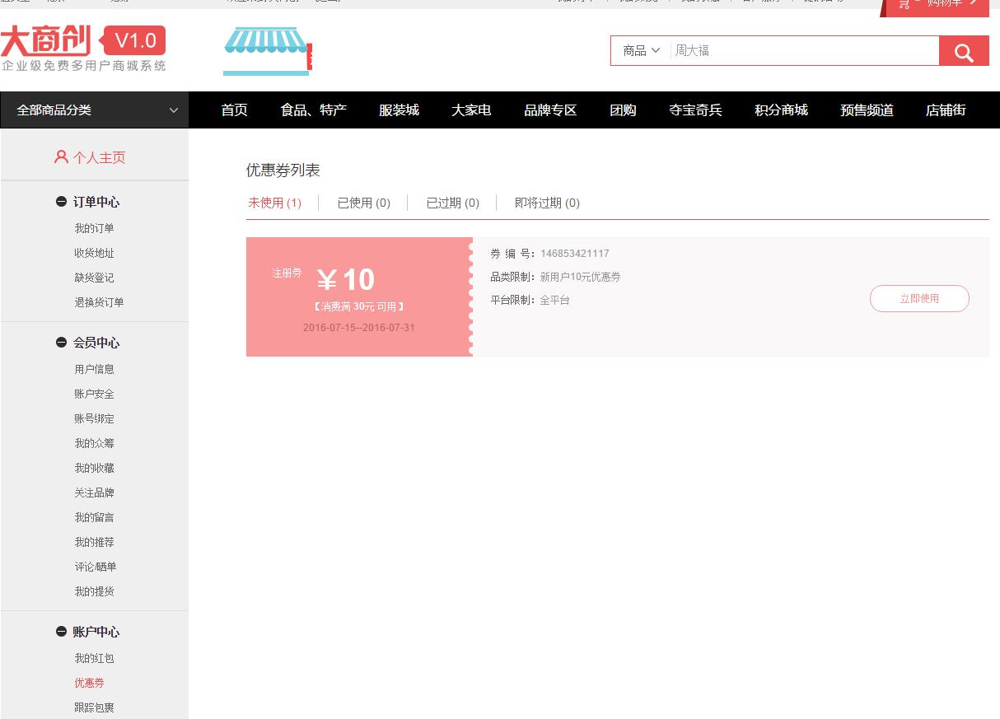 购物车
大商创 V1.0
企业级免费多用户商城系统
商品 周大福
全部商品分类 首页 食品、特产 服装城 大家电 品牌专区 团购 夺宝奇兵 积分商城 预售频道 店铺街
个人主页
订单中心
我的订单
收货地址
缺货登记
退换货订单
会员中心
用户信息
账户安全
账号绑定
我的众筹
我的收藏
关注品牌
我的留言
我的推荐
评论/晒单
我的提货
账户中心
我的红包
优惠券
跟踪包裹
优惠券列表
未使用 (1) 已使用 (0) 已过期 (0) 即将过期 (0)
注册券 ￥10
【消费满 30元 可用 】
2016-07-15--2016-07-31
券 编 号：146853421117
品类限制：新用户10元优惠券
平台限制：全平台
立即使用